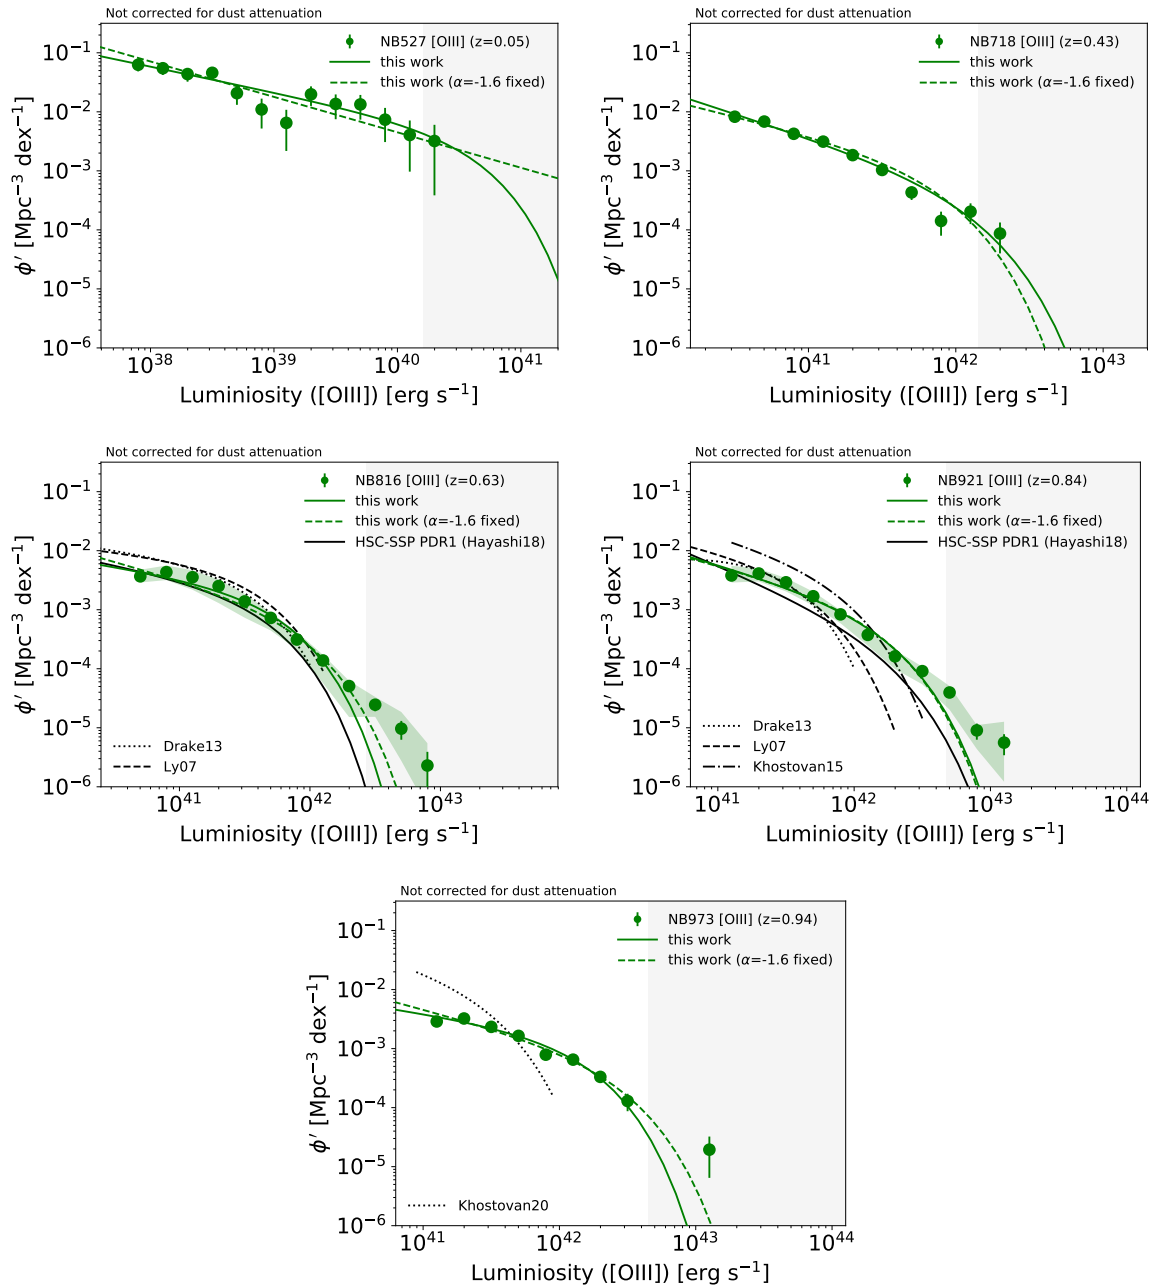 Not corrected for dust attenuation
NB527 [OIII] (z=0.05)
this work
this work (α=-1.6 fixed)
10⁻¹
10⁻²
10⁻³
10⁻⁴
10⁻⁵
10⁻⁶
ϕ′ [Mpc⁻³ dex⁻¹]
10³⁸ 10³⁹ 10⁴⁰ 10⁴¹
Luminiosity ([OIII]) [erg s⁻¹]
Not corrected for dust attenuation
NB718 [OIII] (z=0.43)
this work
this work (α=-1.6 fixed)
10⁻¹
10⁻²
10⁻³
10⁻⁴
10⁻⁵
10⁻⁶
ϕ′ [Mpc⁻³ dex⁻¹]
10⁴¹ 10⁴² 10⁴³
Luminiosity ([OIII]) [erg s⁻¹]
Not corrected for dust attenuation
NB816 [OIII] (z=0.63)
this work
this work (α=-1.6 fixed)
HSC-SSP PDR1 (Hayashi18)
10⁻¹
10⁻²
10⁻³
10⁻⁴
10⁻⁵
10⁻⁶
ϕ′ [Mpc⁻³ dex⁻¹]
Drake13
Ly07
10⁴¹ 10⁴² 10⁴³
Luminiosity ([OIII]) [erg s⁻¹]
Not corrected for dust attenuation
NB921 [OIII] (z=0.84)
this work
this work (α=-1.6 fixed)
HSC-SSP PDR1 (Hayashi18)
10⁻¹
10⁻²
10⁻³
10⁻⁴
10⁻⁵
10⁻⁶
ϕ′ [Mpc⁻³ dex⁻¹]
Drake13
Ly07
Khostovan15
10⁴¹ 10⁴² 10⁴³ 10⁴⁴
Luminiosity ([OIII]) [erg s⁻¹]
Not corrected for dust attenuation
NB973 [OIII] (z=0.94)
this work
this work (α=-1.6 fixed)
10⁻¹
10⁻²
10⁻³
10⁻⁴
10⁻⁵
10⁻⁶
ϕ′ [Mpc⁻³ dex⁻¹]
Khostovan20
10⁴¹ 10⁴² 10⁴³ 10⁴⁴
Luminiosity ([OIII]) [erg s⁻¹]